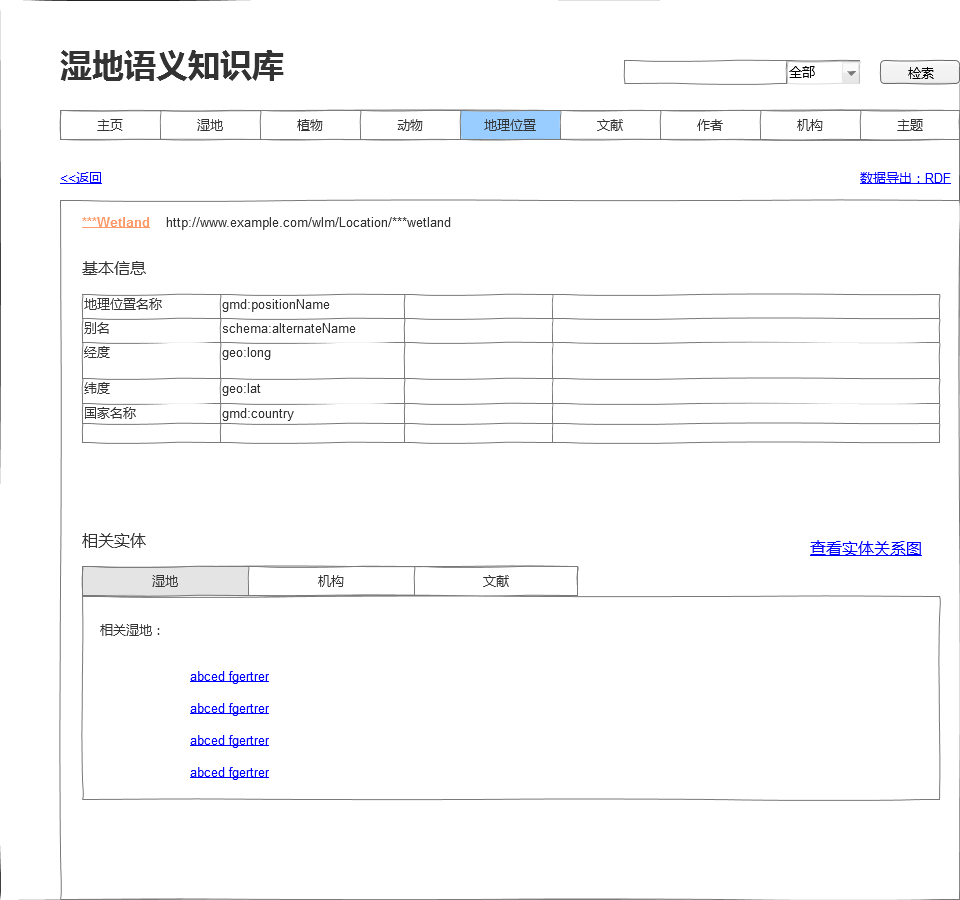 湿地语义知识库
全部 检索
主页 湿地 植物 动物 地理位置 文献 作者 机构 主题
<<返回 数据导出：RDF
***Wetland http://www.example.com/wlm/Location/***wetland
基本信息
地理位置名称 gmd:positionName
别名 schema:alternateName
经度 geo:long
纬度 geo:lat
国家名称 gmd:country
相关实体
查看实体关系图
湿地 机构 文献
相关湿地：
abced fgertrer
abced fgertrer
abced fgertrer
abced fgertrer